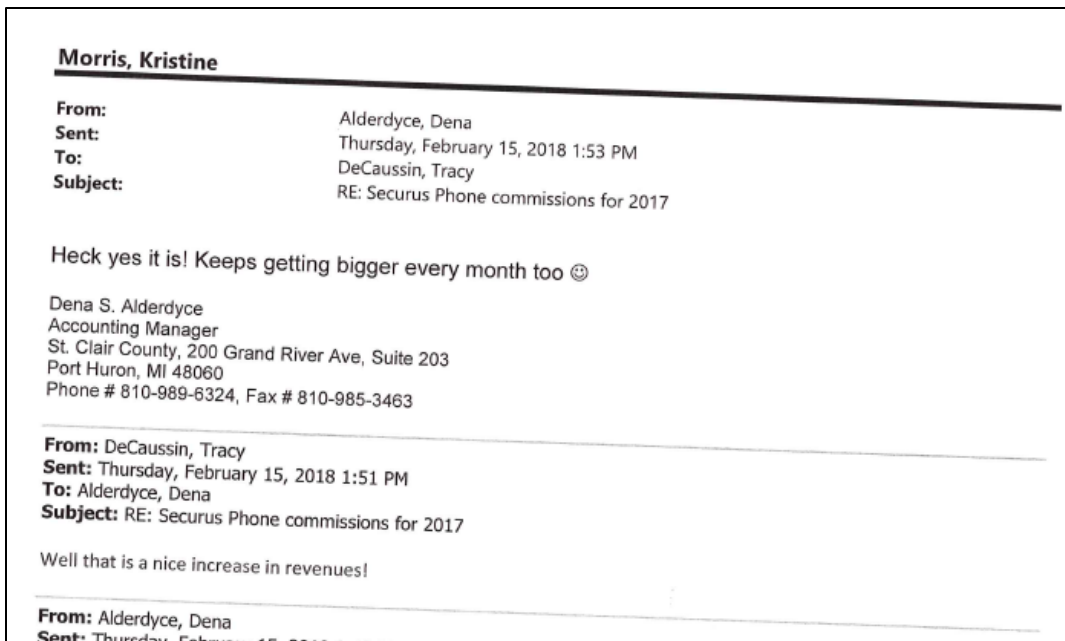 Morris, Kristine
From: Alderdyce, Dena
Sent: Thursday, February 15, 2018 1:53 PM
To: DeCaussin, Tracy
Subject: RE: Securus Phone commissions for 2017
Heck yes it is! Keeps getting bigger every month too ☺
Dena S. Alderdyce
Accounting Manager
St. Clair County, 200 Grand River Ave, Suite 203
Port Huron, MI 48060
Phone # 810-989-6324, Fax # 810-985-3463
From: DeCaussin, Tracy
Sent: Thursday, February 15, 2018 1:51 PM
To: Alderdyce, Dena
Subject: RE: Securus Phone commissions for 2017
Well that is a nice increase in revenues!
From: Alderdyce, Dena
Sent: Thursday, February 15,